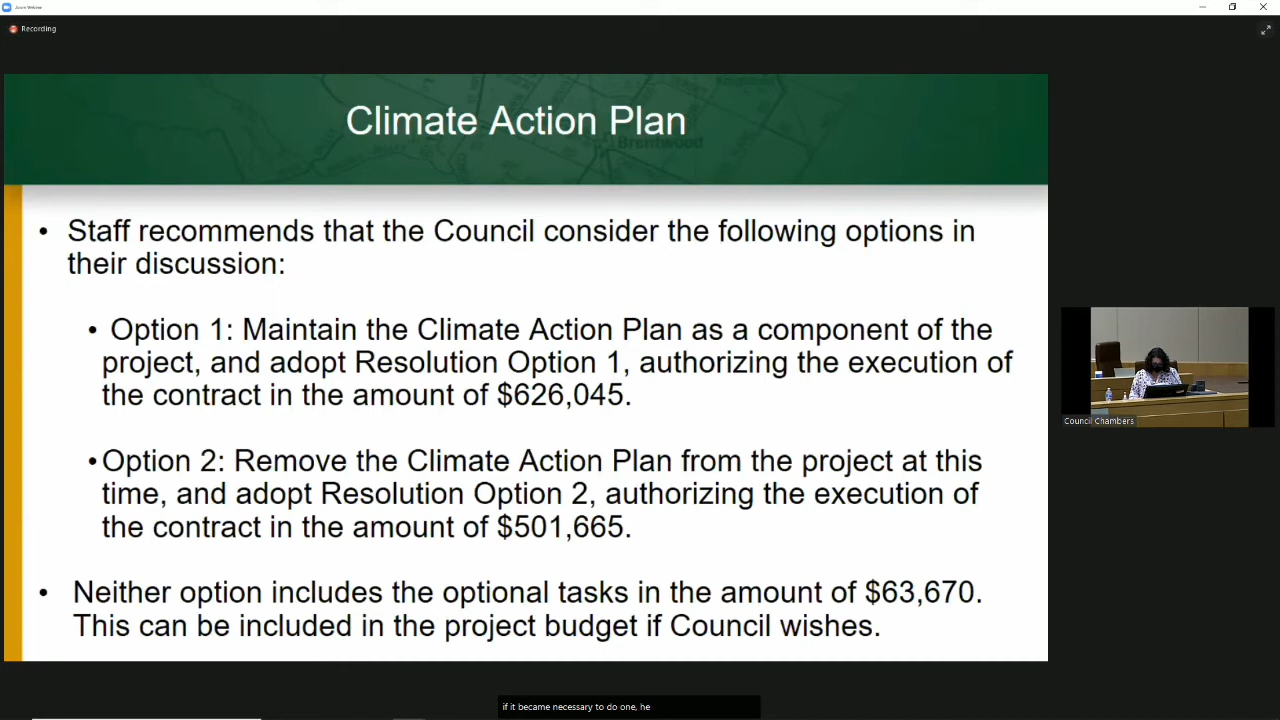 Zoom Webinar
Recording
Climate Action Plan
Brentwood
• Staff recommends that the Council consider the following options in
their discussion:
• Option 1: Maintain the Climate Action Plan as a component of the
project, and adopt Resolution Option 1, authorizing the execution of
the contract in the amount of $626,045.
• Option 2: Remove the Climate Action Plan from the project at this
time, and adopt Resolution Option 2, authorizing the execution of
the contract in the amount of $501,665.
• Neither option includes the optional tasks in the amount of $63,670.
This can be included in the project budget if Council wishes.
Council Chambers
if it became necessary to do one, he